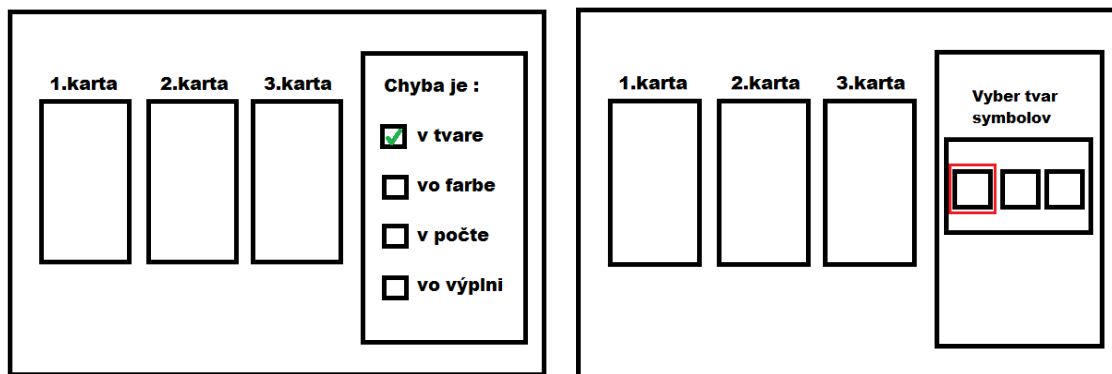 1.karta 2.karta 3.karta
Chyba je :
v tvare
vo farbe
v počte
vo výplni
1.karta 2.karta 3.karta
Vyber tvar
symbolov